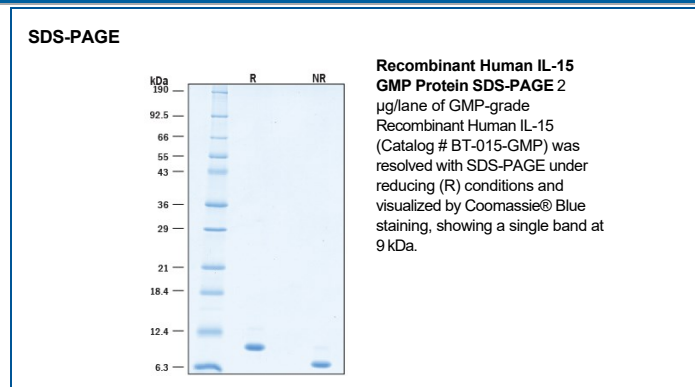 SDS-PAGE
kDa
R
NR
190
92.5
66
55
43
36
29
21
18.4
12.4
6.3
Recombinant Human IL-15
GMP Protein SDS-PAGE 2
µg/lane of GMP-grade
Recombinant Human IL-15
(Catalog # BT-015-GMP) was
resolved with SDS-PAGE under
reducing (R) conditions and
visualized by Coomassie® Blue
staining, showing a single band at
9 kDa.